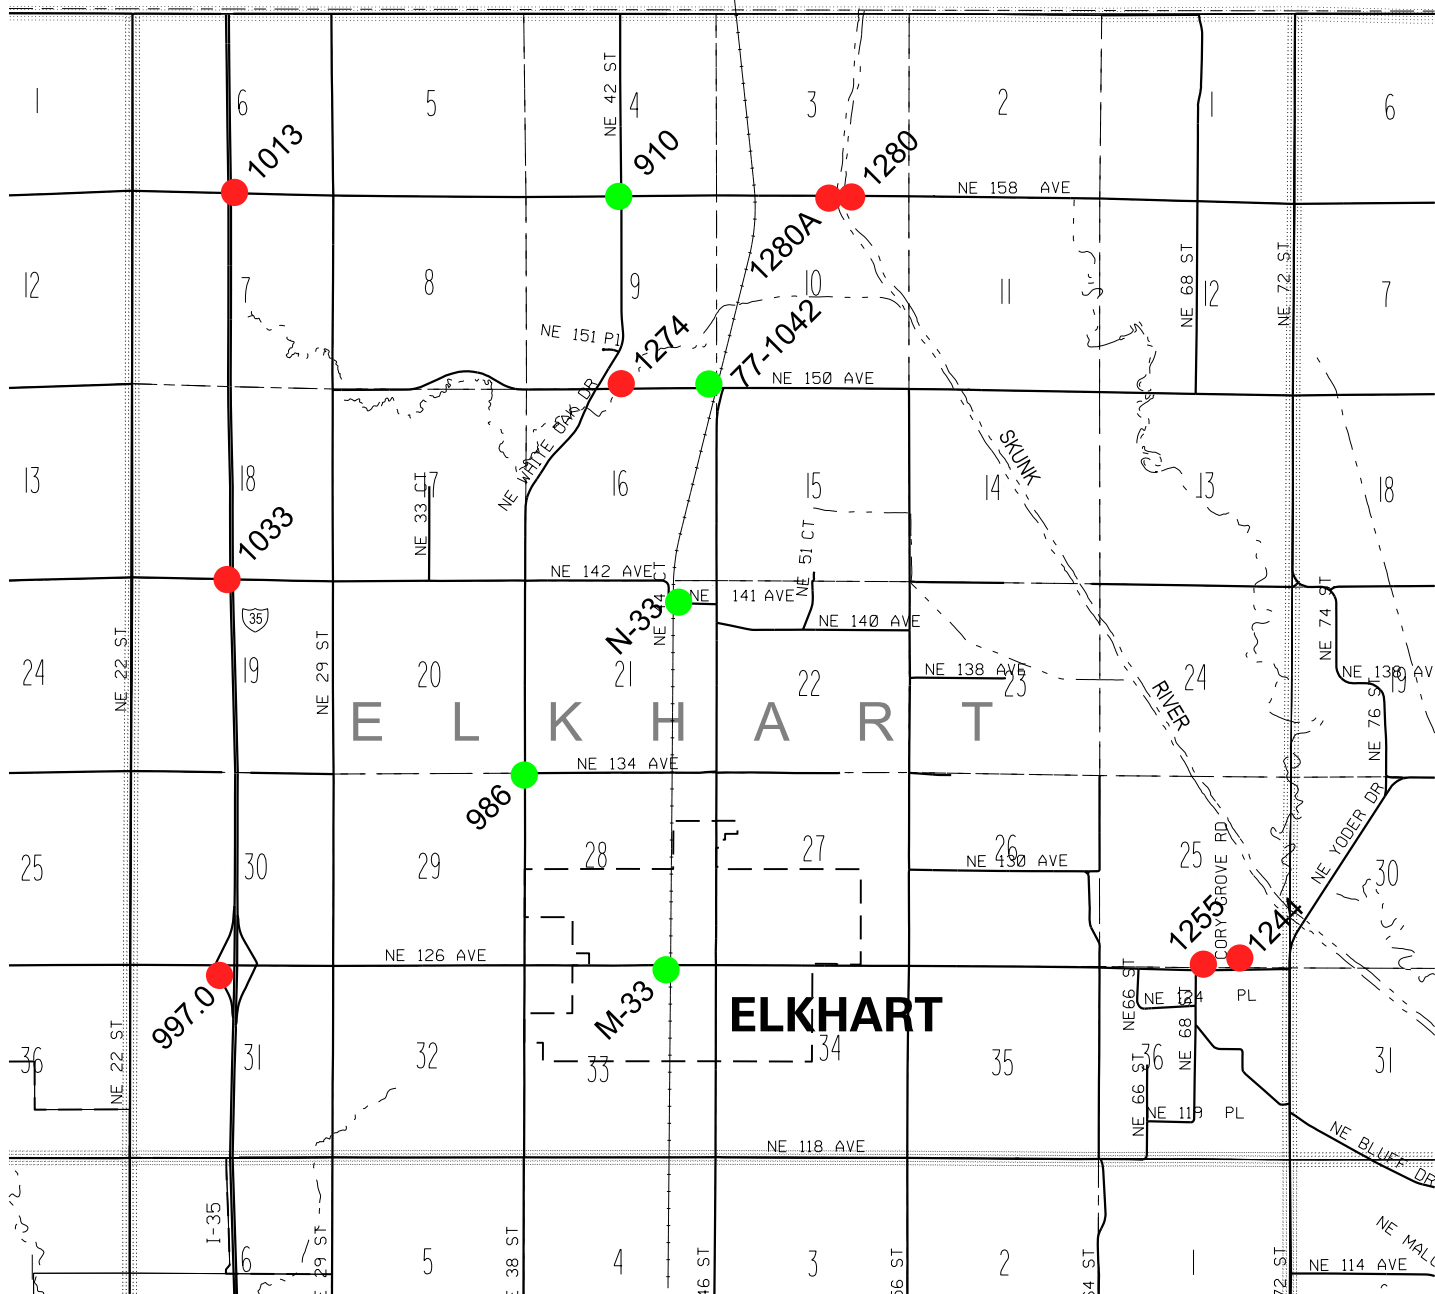 1
6
5
4
3
2
1
6
NE 42 ST
1013
910
1280
NE 158 AVE
1280A
12
7
8
9
10
11
12
7
NE 68 ST
NE 72 ST
NE 151 Pl
1274
77-1042
NE 150 AVE
NE WHITE OAK DR
SKUNK
13
18
17
16
15
14
13
18
NE 33 CT
NE 51 CT
1033
NE 142 AVE
35
N-33
NE 141 AVE
NE 140 AVE
NE 74 ST
NE 22 ST
NE 29 ST
24
19
20
21
22
23
24
19
NE 138 AVE
NE 138 AV
RIVER
NE 76 ST
ELKHART
986
NE 134 AVE
25
30
29
28
27
26
25
30
NE 130 AVE
CORY GROVE RD
NE YODER DR
1255
1244
NE 126 AVE
997.0
M-33
ELKHART
NE 66 ST
PL
NE 68 ST
NE 22 ST
36
31
32
33
34
35
36
31
NE 66 ST
NE 119 PL
NE 118 AVE
NE BLUFF DR
I-35
29 ST
NE 38 ST
46 ST
56 ST
64 ST
72 ST
6
5
4
3
2
1
NE 114 AVE